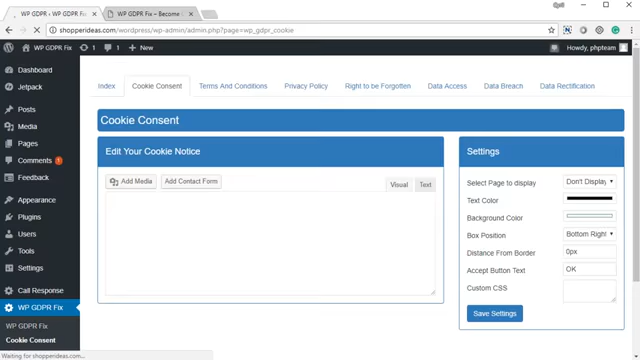 WP GDPR ‹ WP GDPR Fix
WP GDPR Fix - Become
shopperideas.com/wordpress/wp-admin/admin.php?page=wp_gdpr_cookie
WP GDPR Fix
1
1
New
Howdy, phpteam
Dashboard
Jetpack
Posts
Media
Pages
Comments 1
Feedback
Appearance
Plugins
Users
Tools
Settings
Call Response
WP GDPR Fix
WP GDPR Fix
Cookie Consent
Index
Cookie Consent
Terms And Conditions
Privacy Policy
Right to be Forgotten
Data Access
Data Breach
Data Rectification
Cookie Consent
Edit Your Cookie Notice
Add Media
Add Contact Form
Visual
Text
Settings
Select Page to display
Don't Display
Text Color
Background Color
Box Position
Bottom Right
Distance From Border
0px
Accept Button Text
OK
Custom CSS
Save Settings
Waiting for shopperideas.com...